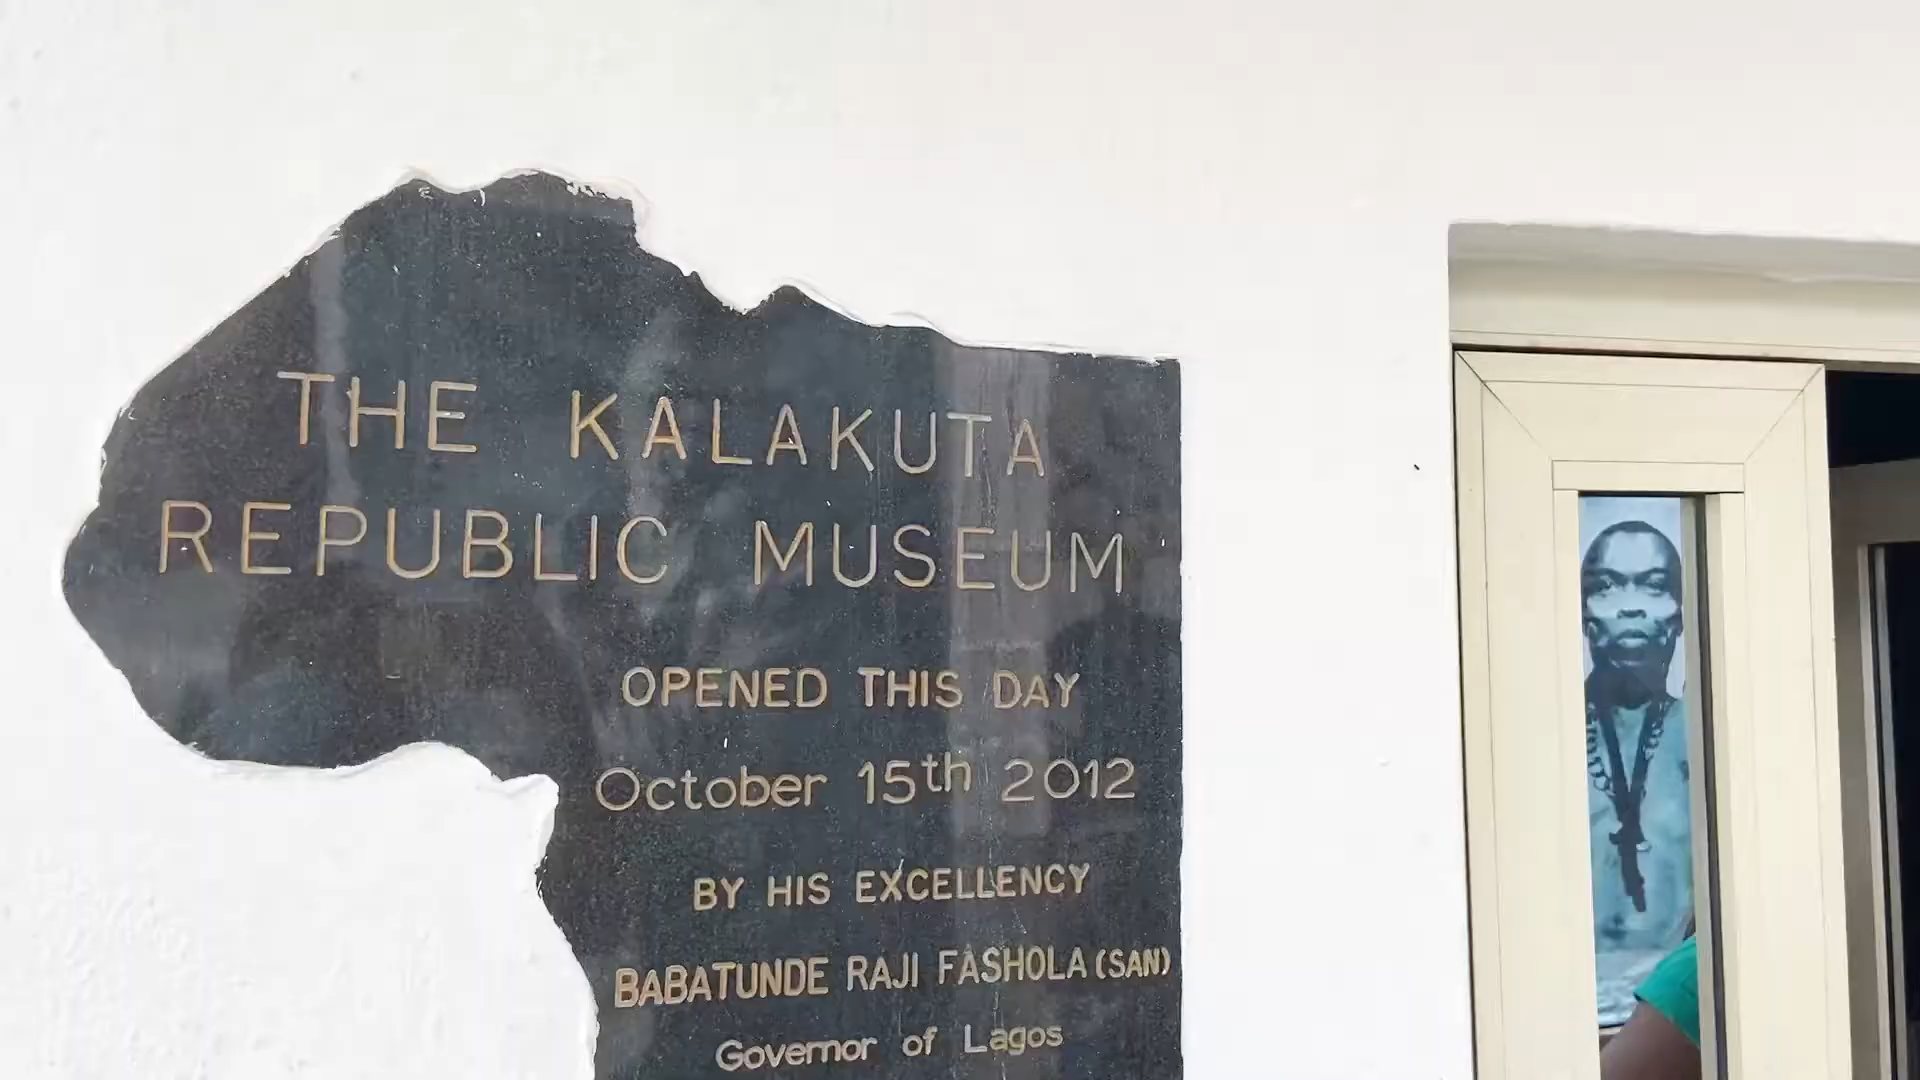 THE KALAKUTA
REPUBLIC MUSEUM
OPENED THIS DAY
October 15th 2012
BY HIS EXCELLENCY
BABATUNDE RAJI FASHOLA (SAN)
Governor of Lagos